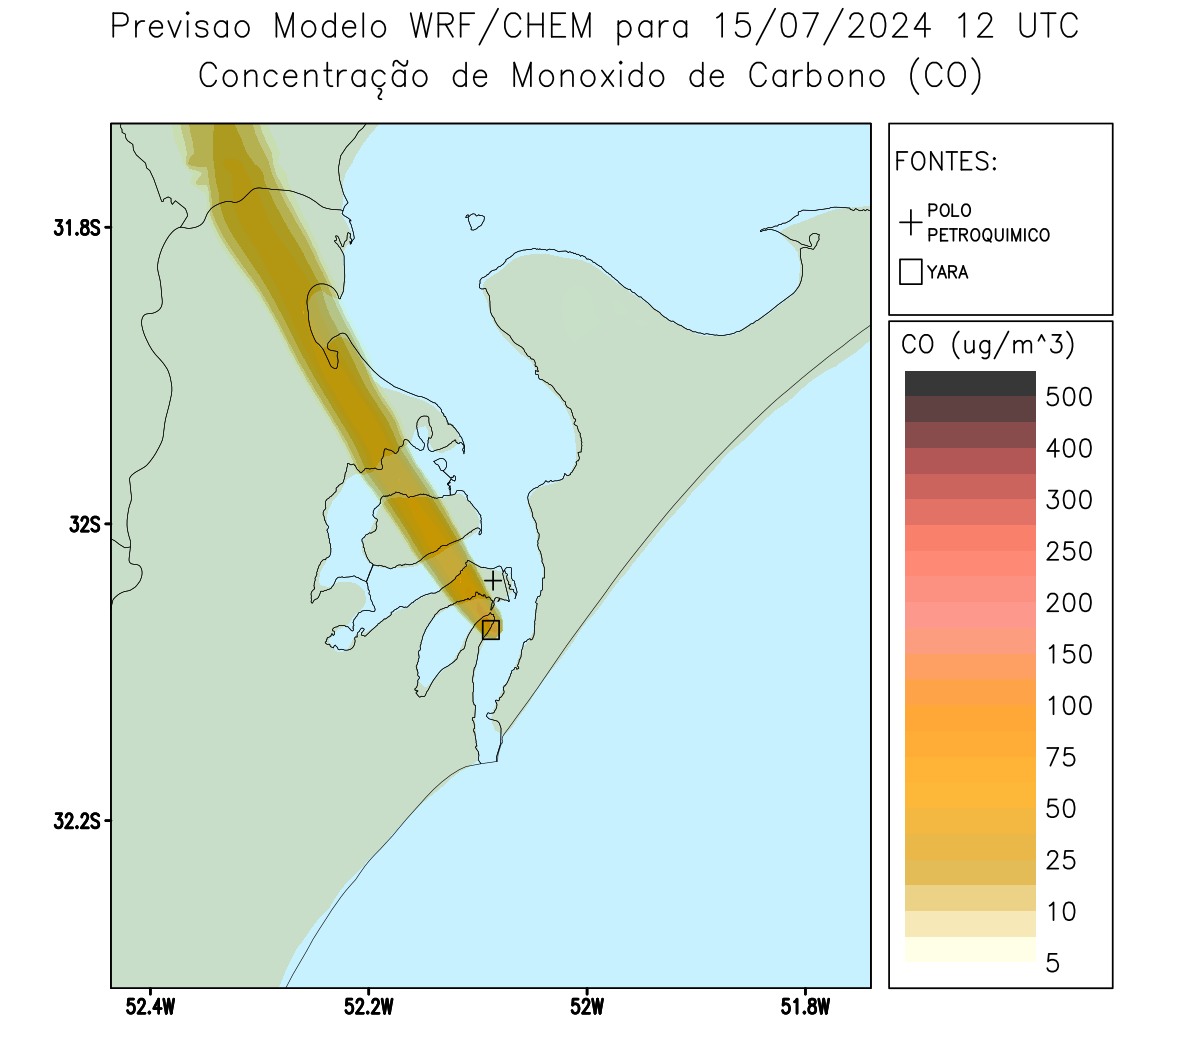 Previsao Modelo WRF/CHEM para 15/07/2024 12 UTC
Concentração de Monoxido de Carbono (CO)
FONTES:
POLO
PETROQUIMICO
YARA
31.8S
32S
32.2S
52.4W
52.2W
52W
51.8W
CO (ug/m^3)
500
400
300
250
200
150
100
75
50
25
10
5